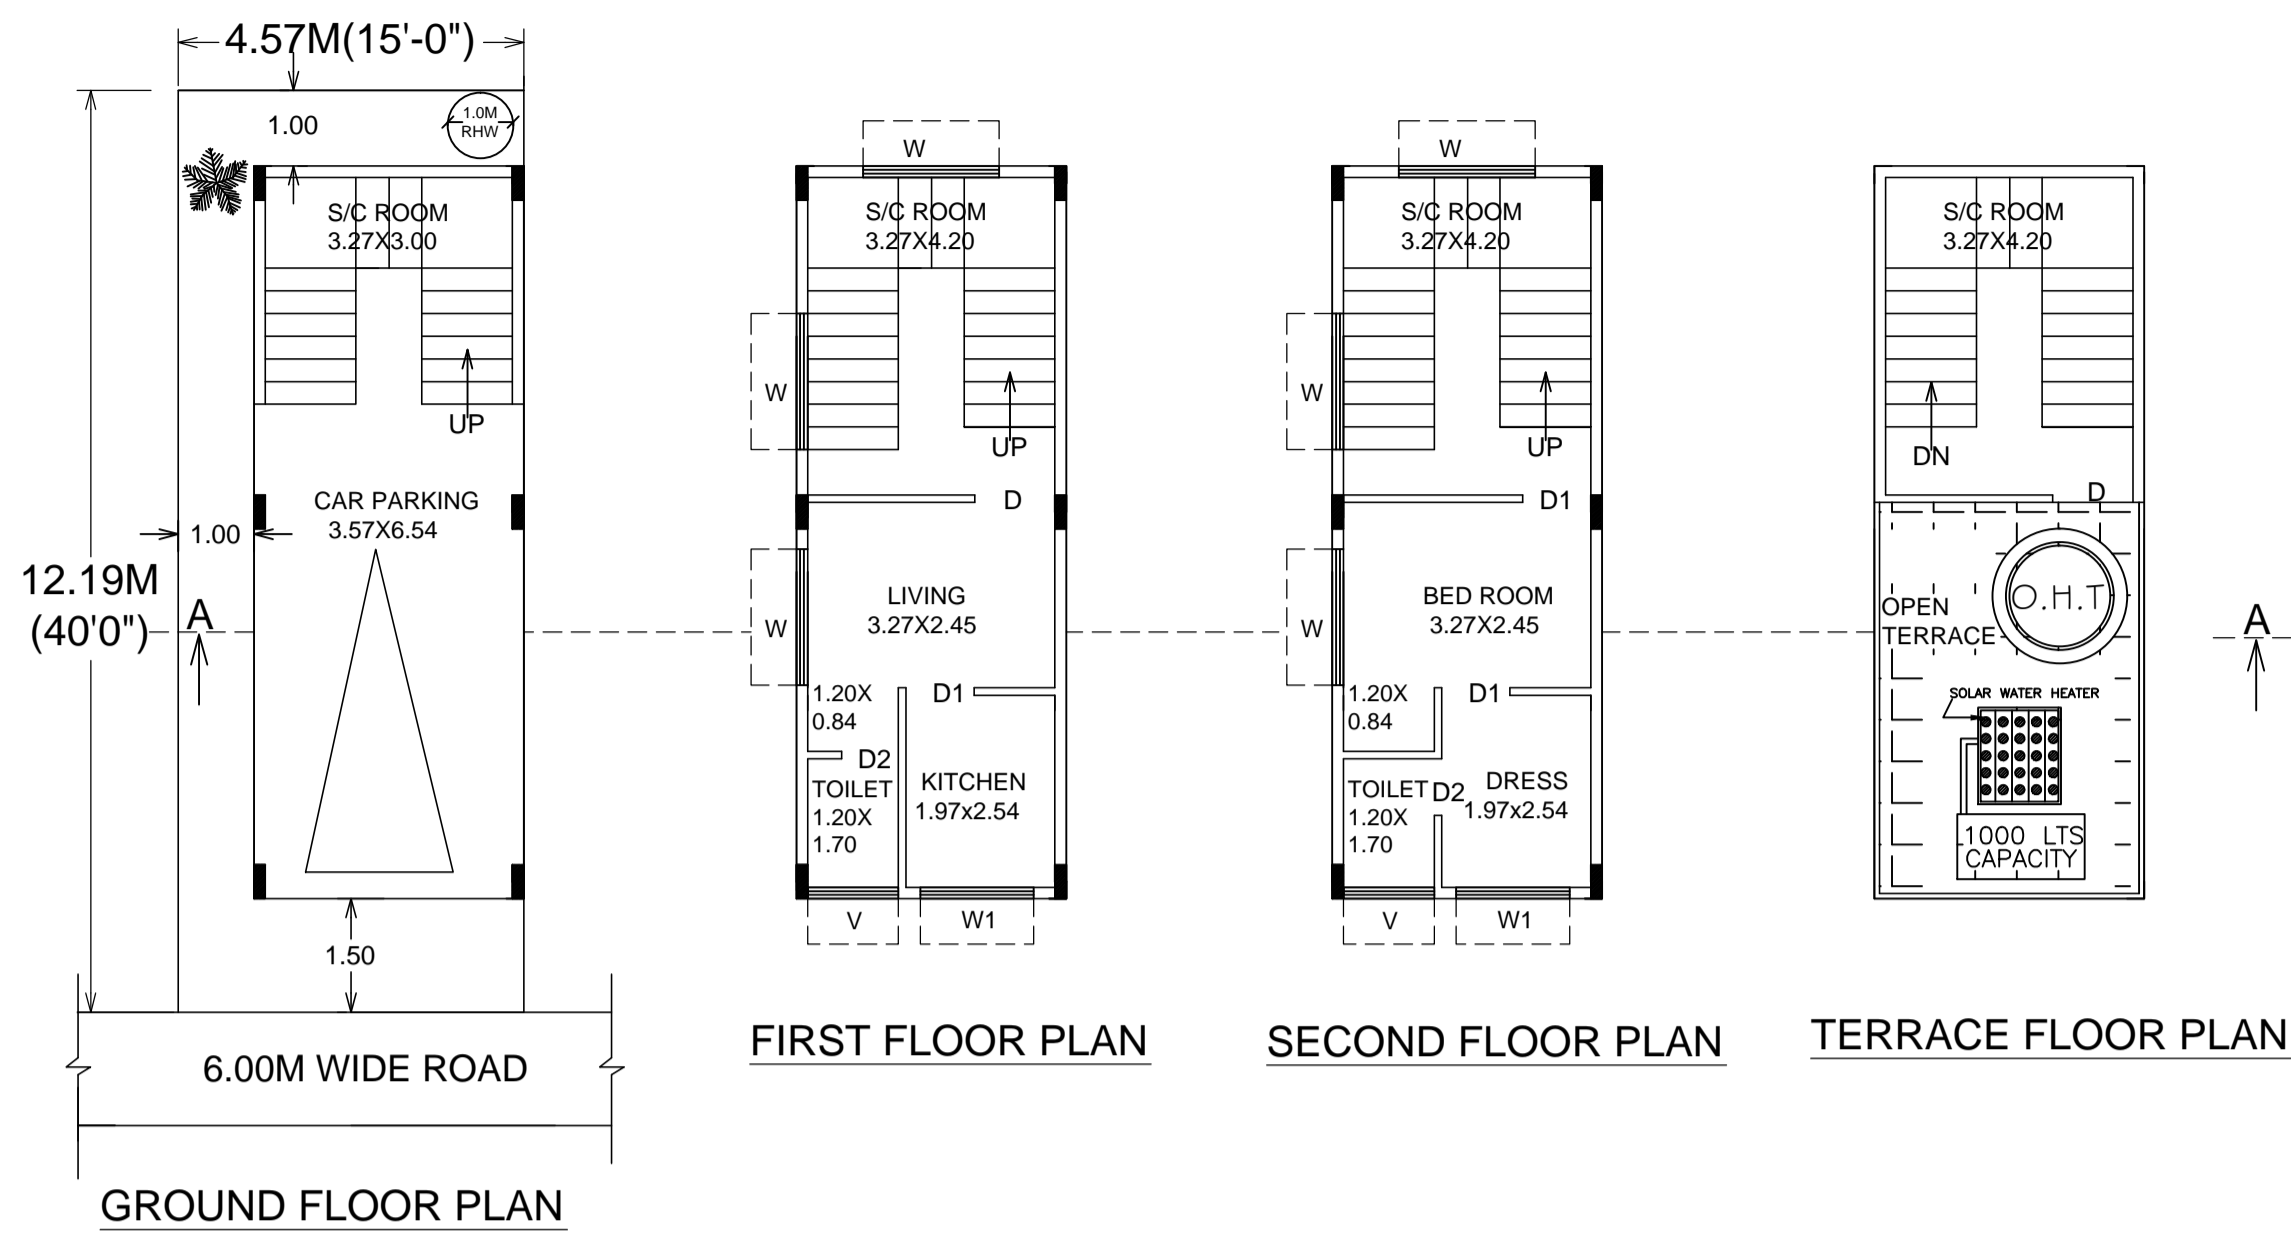 4.57M(15'-0")
1.00
1.0M
RHW
S/C ROOM
3.27X3.00
UP
CAR PARKING
3.57X6.54
1.00
12.19M
(40'0")
A
1.50
6.00M WIDE ROAD
GROUND FLOOR PLAN
W
S/C ROOM
3.27X4.20
W
UP
D
LIVING
3.27X2.45
W
1.20X
0.84
D1
D2
TOILET
1.20X
1.70
KITCHEN
1.97x2.54
V
W1
FIRST FLOOR PLAN
W
S/C ROOM
3.27X4.20
W
UP
D1
BED ROOM
3.27X2.45
W
1.20X
0.84
D1
TOILET
1.20X
1.70
D2
DRESS
1.97x2.54
V
W1
SECOND FLOOR PLAN
S/C ROOM
3.27X4.20
DN
D
O.H.T
OPEN
TERRACE
A
SOLAR WATER HEATER
1000 LTS
CAPACITY
TERRACE FLOOR PLAN